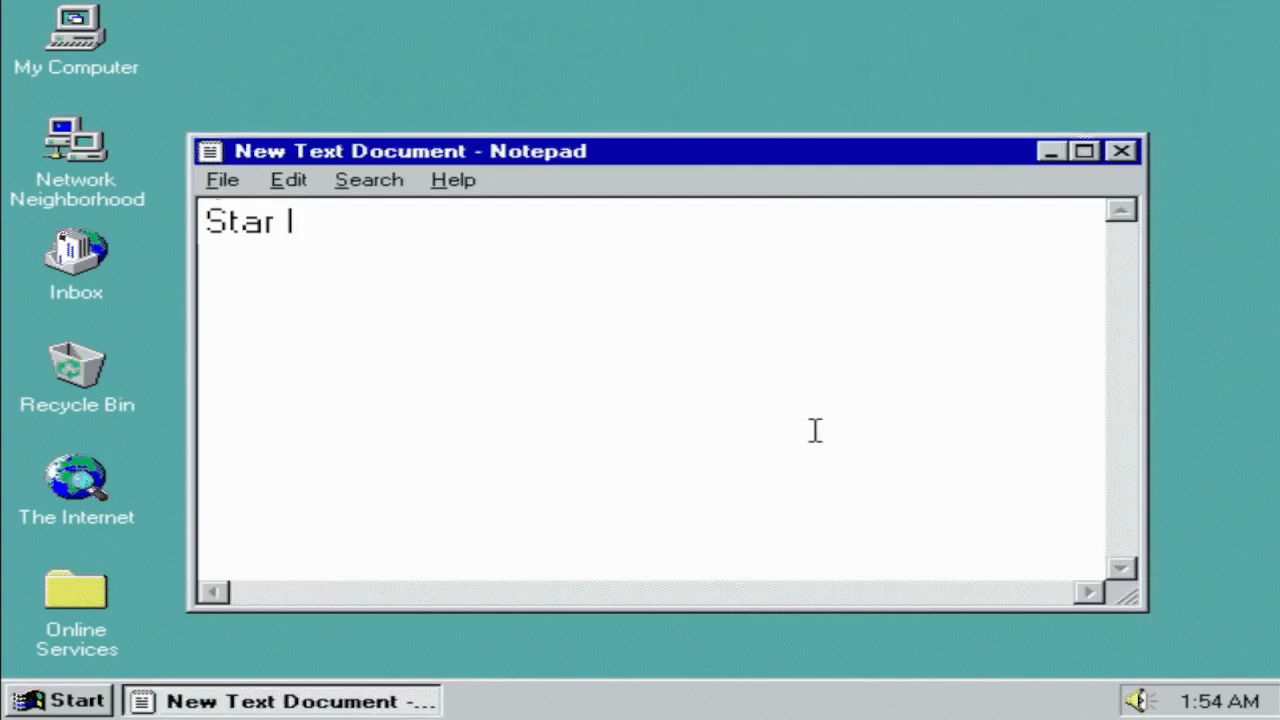 My Computer
Network
Neighborhood
Inbox
Recycle Bin
The Internet
Online
Services
New Text Document - Notepad
File Edit Search Help
Star
Start
New Text Document -...
1:54 AM